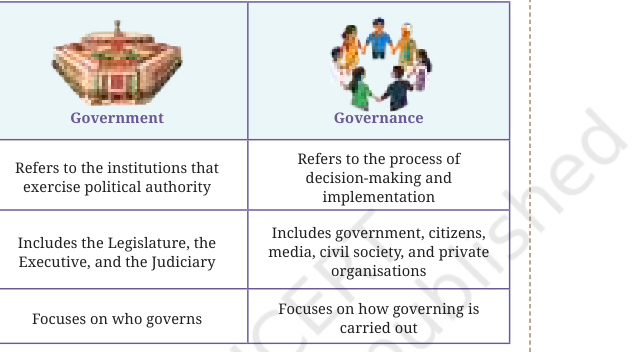 Government
Governance
Refers to the institutions that
exercise political authority
Refers to the process of
decision-making and
implementation
Includes the Legislature, the
Executive, and the Judiciary
Includes government, citizens,
media, civil society, and private
organisations
Focuses on who governs
Focuses on how governing is
carried out
NCERT
published